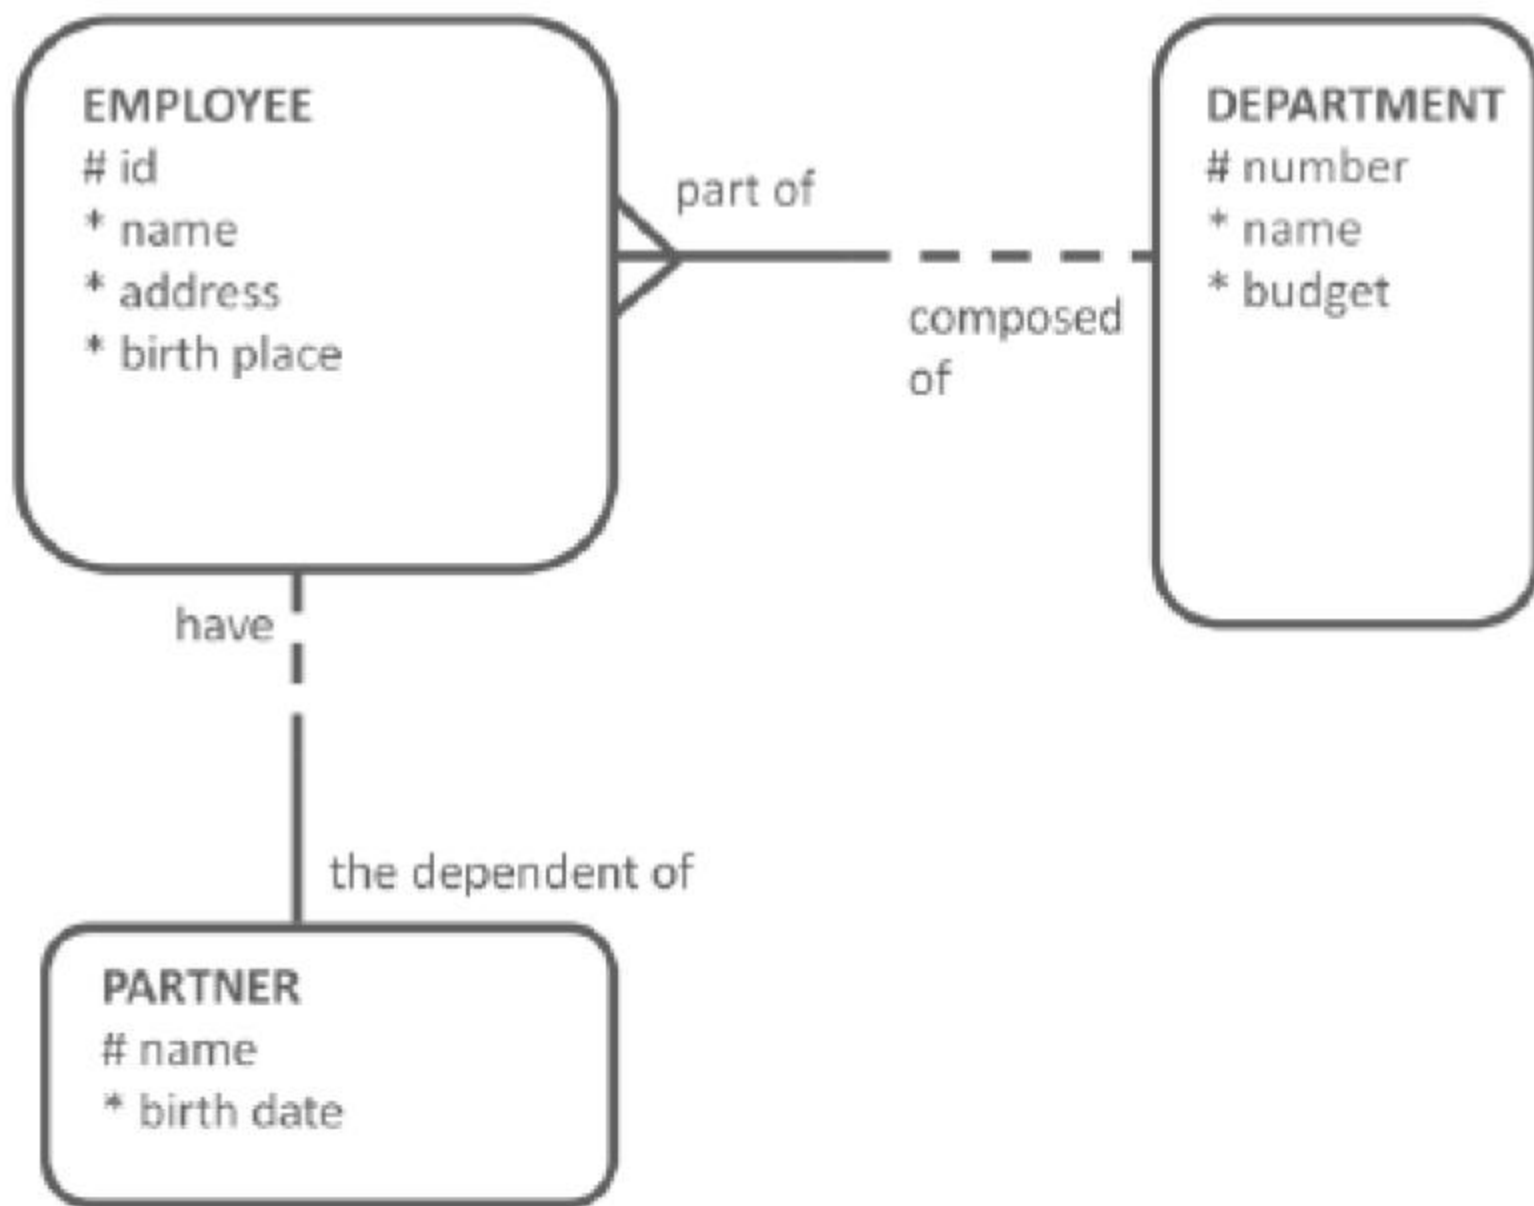 EMPLOYEE
# id
* name
* address
* birth place
part of
composed
of
DEPARTMENT
# number
* name
* budget
have
the dependent of
PARTNER
# name
* birth date